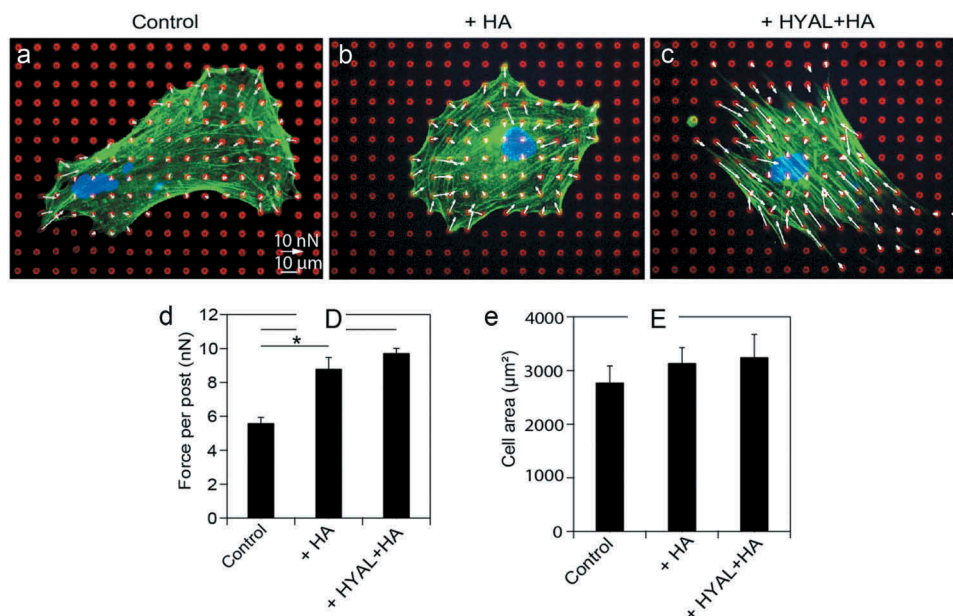 Control
+ HA
+ HYAL+HA
a
b
c
10 nN
10 µm
d
D
*
Force per post (nN)
12
10
8
6
4
2
0
Control
+ HA
+ HYAL+HA
e
E
Cell area (µm²)
4000
3000
2000
1000
0
Control
+ HA
+ HYAL+HA